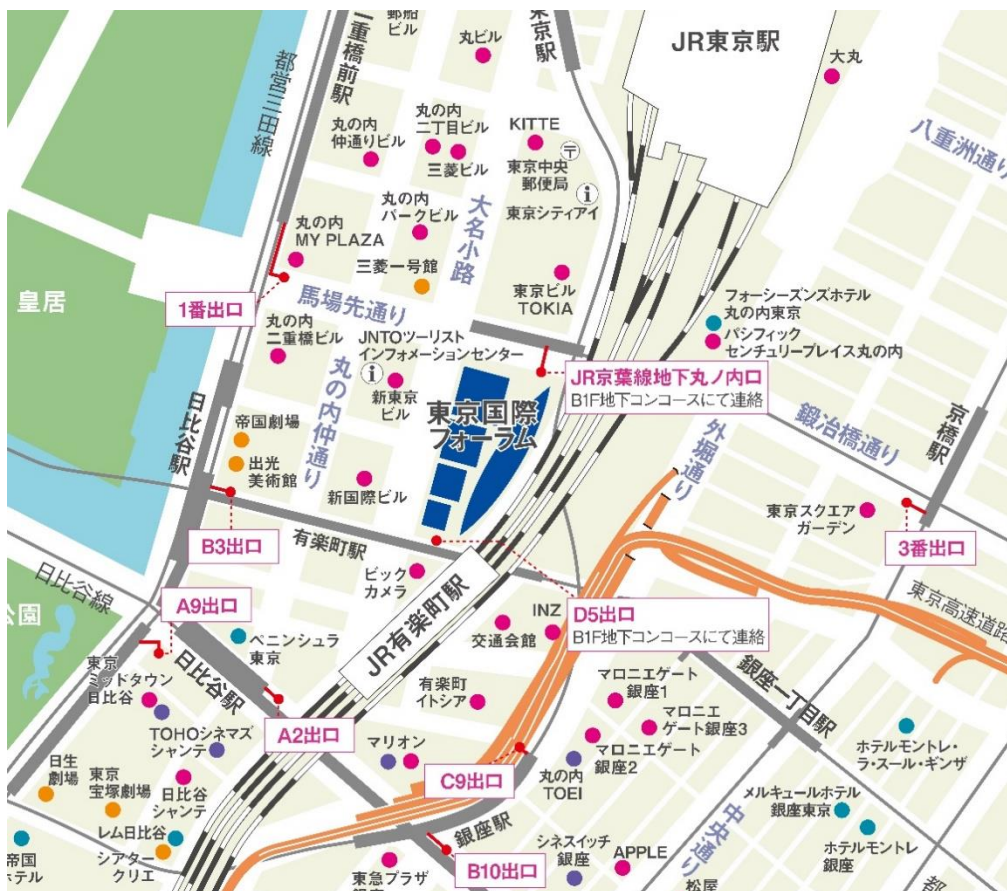 二重橋前駅
郵船
ビル
丸ビル
東京駅
JR東京駅
大丸
都営三田線
八重洲通り
丸の内
仲通りビル
丸の内
二丁目ビル
三菱ビル
KITTE
〒
東京中央
郵便局
i
東京シティアイ
丸の内
パークビル
大名小路
丸の内
MY PLAZA
三菱一号館
東京ビル
TOKIA
皇居
1番出口
馬場先通り
フォーシーズンズホテル
丸の内東京
パシフィック
センチュリープレイス丸の内
丸の内
二重橋ビル
JNTOツーリスト
インフォメーションセンター
i
新東京
ビル
丸の内仲通り
JR京葉線地下丸ノ内口
B1F地下コンコースにて連絡
東京国際
フォーラム
日比谷駅
帝国劇場
出光
美術館
新国際ビル
外堀通り
鍛冶橋通り
京橋駅
東京スクエア
ガーデン
3番出口
B3出口
有楽町駅
ビック
カメラ
JR有楽町駅
日比谷線
公園
A9出口
ペニンシュラ
東京
INZ
交通会館
D5出口
B1F地下コンコースにて連絡
東京高速道路
東京
ミッドタウン
日比谷
日比谷駅
TOHOシネマズ
シャンテ
A2出口
有楽町
イトシア
マロニエゲート
銀座1
マロニエ
ゲート銀座3
マロニエゲート
銀座2
銀座一丁目駅
ホテルモントレ・
ラ・スール・ギンザ
日生
劇場
東京
宝塚劇場
日比谷
シャンテ
マリオン
C9出口
丸の内
TOEI
メルキュールホテル
銀座東京
ホテルモントレ
銀座
レム日比谷
シアター
クリエ
帝国
ホテル
銀座駅
B10出口
シネスイッチ
銀座
APPLE
中央通り
東急プラザ
松屋
都